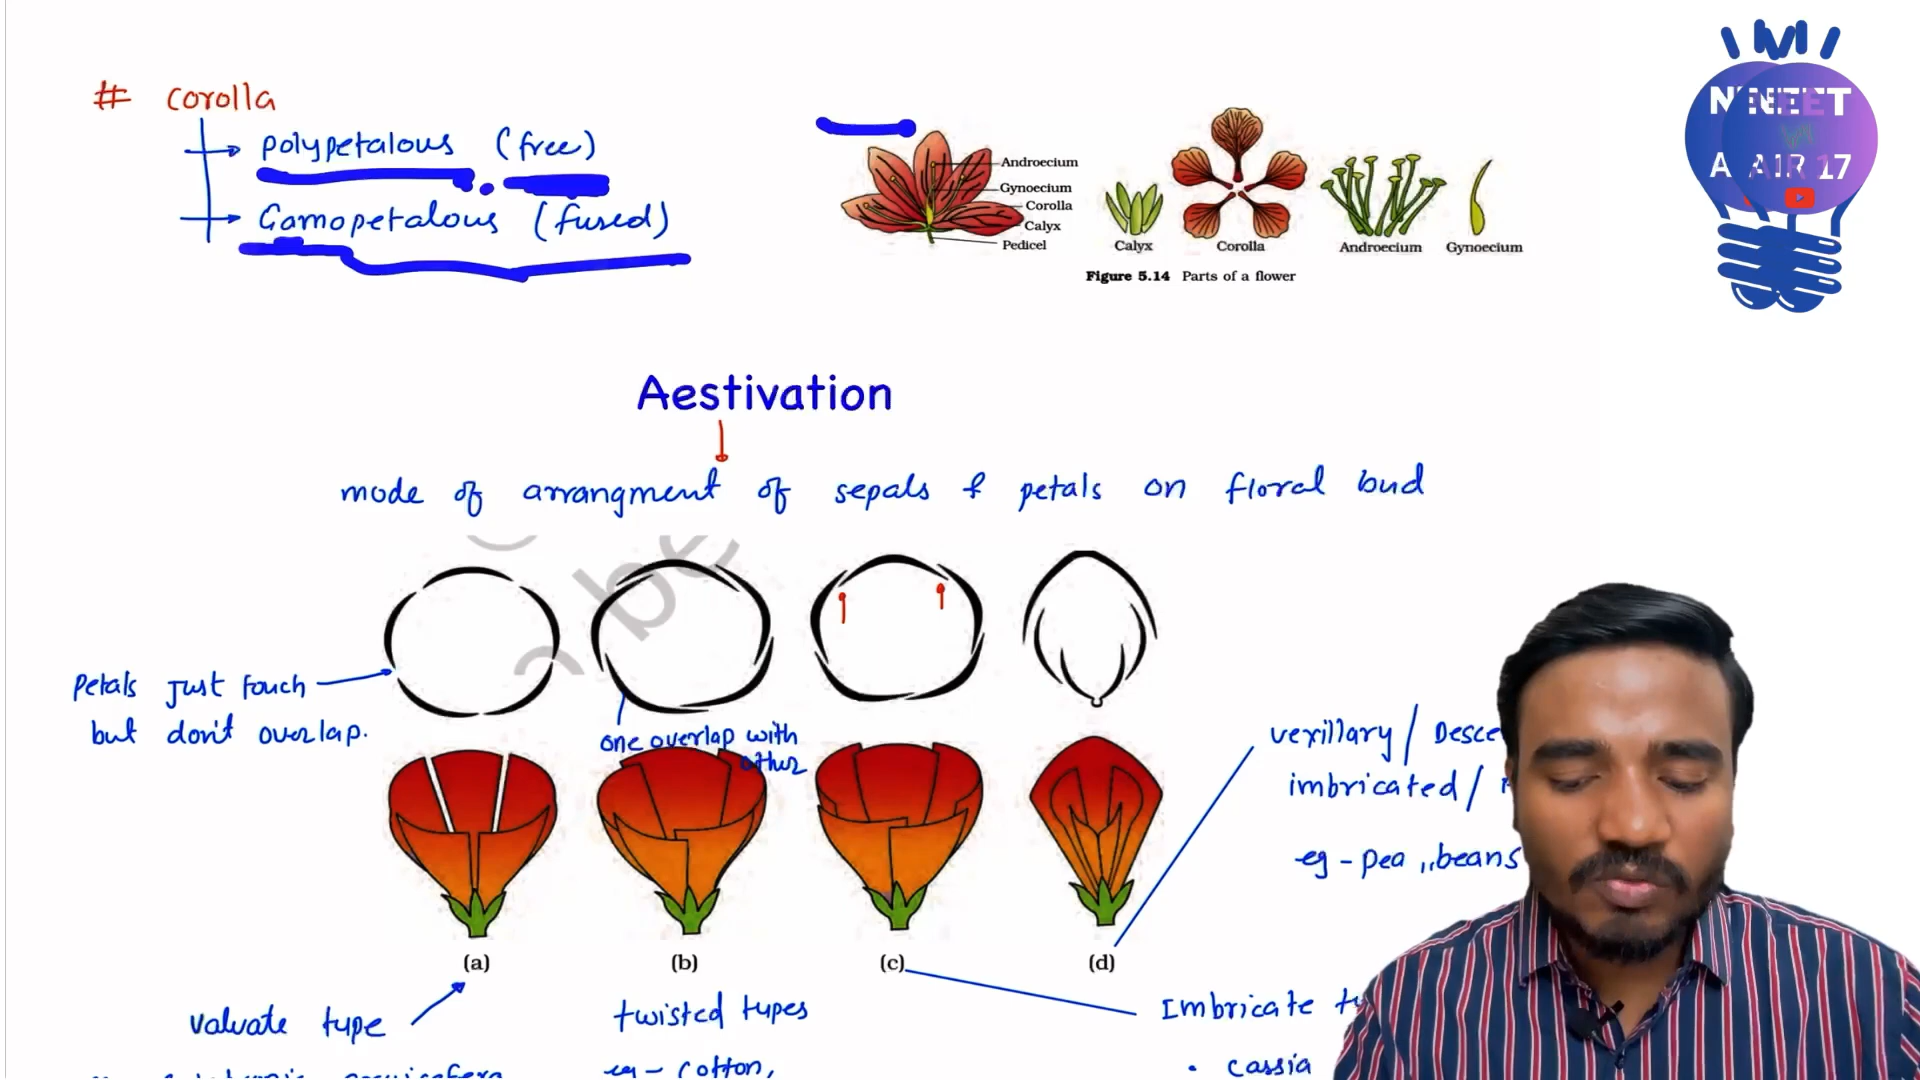 # corolla
polypetalous (free)
Gamopetalous (fused)
Androecium
Gynoecium
Corolla
Calyx
Pedicel
Calyx
Corolla
Androecium
Gynoecium
Figure 5.14 Parts of a flower
NEET
AIR 17
Aestivation
mode of arrangment of sepals & petals on floral bud
Petals Just touch
but don't overlap.
one overlap with
other
vexillary / Desce
imbricated /
eg - pea ,,beans
(a)
(b)
(c)
(d)
Valvate type
twisted types
Imbricate
eg - cotton,
• cassia